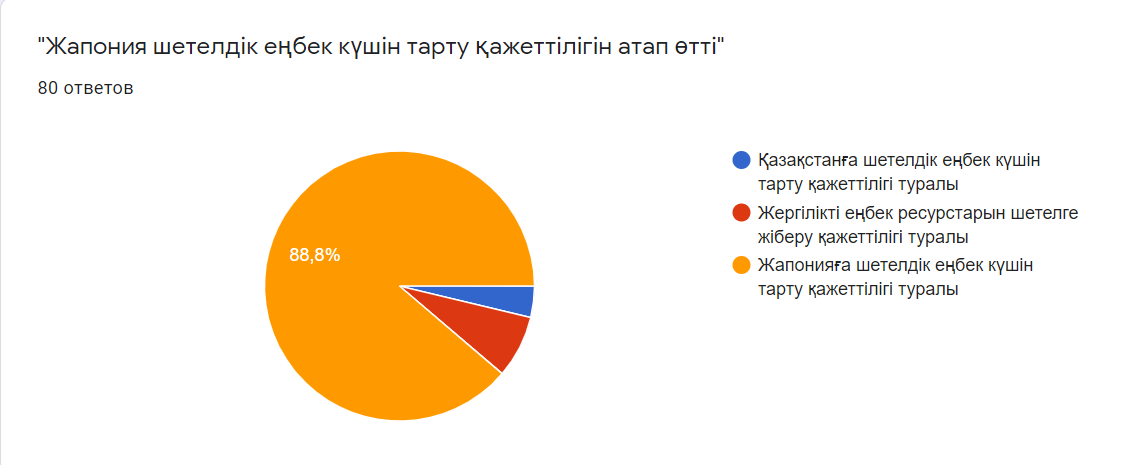 "Жапония шетелдік еңбек күшін тарту қажеттілігін атап өтті"
80 ответов
88,8%
Қазақстанға шетелдік еңбек күшін
тарту қажеттілігі туралы
Жергілікті еңбек ресурстарын шетелге
жіберу қажеттілігі туралы
Жапонияға шетелдік еңбек күшін
тарту қажеттілігі туралы